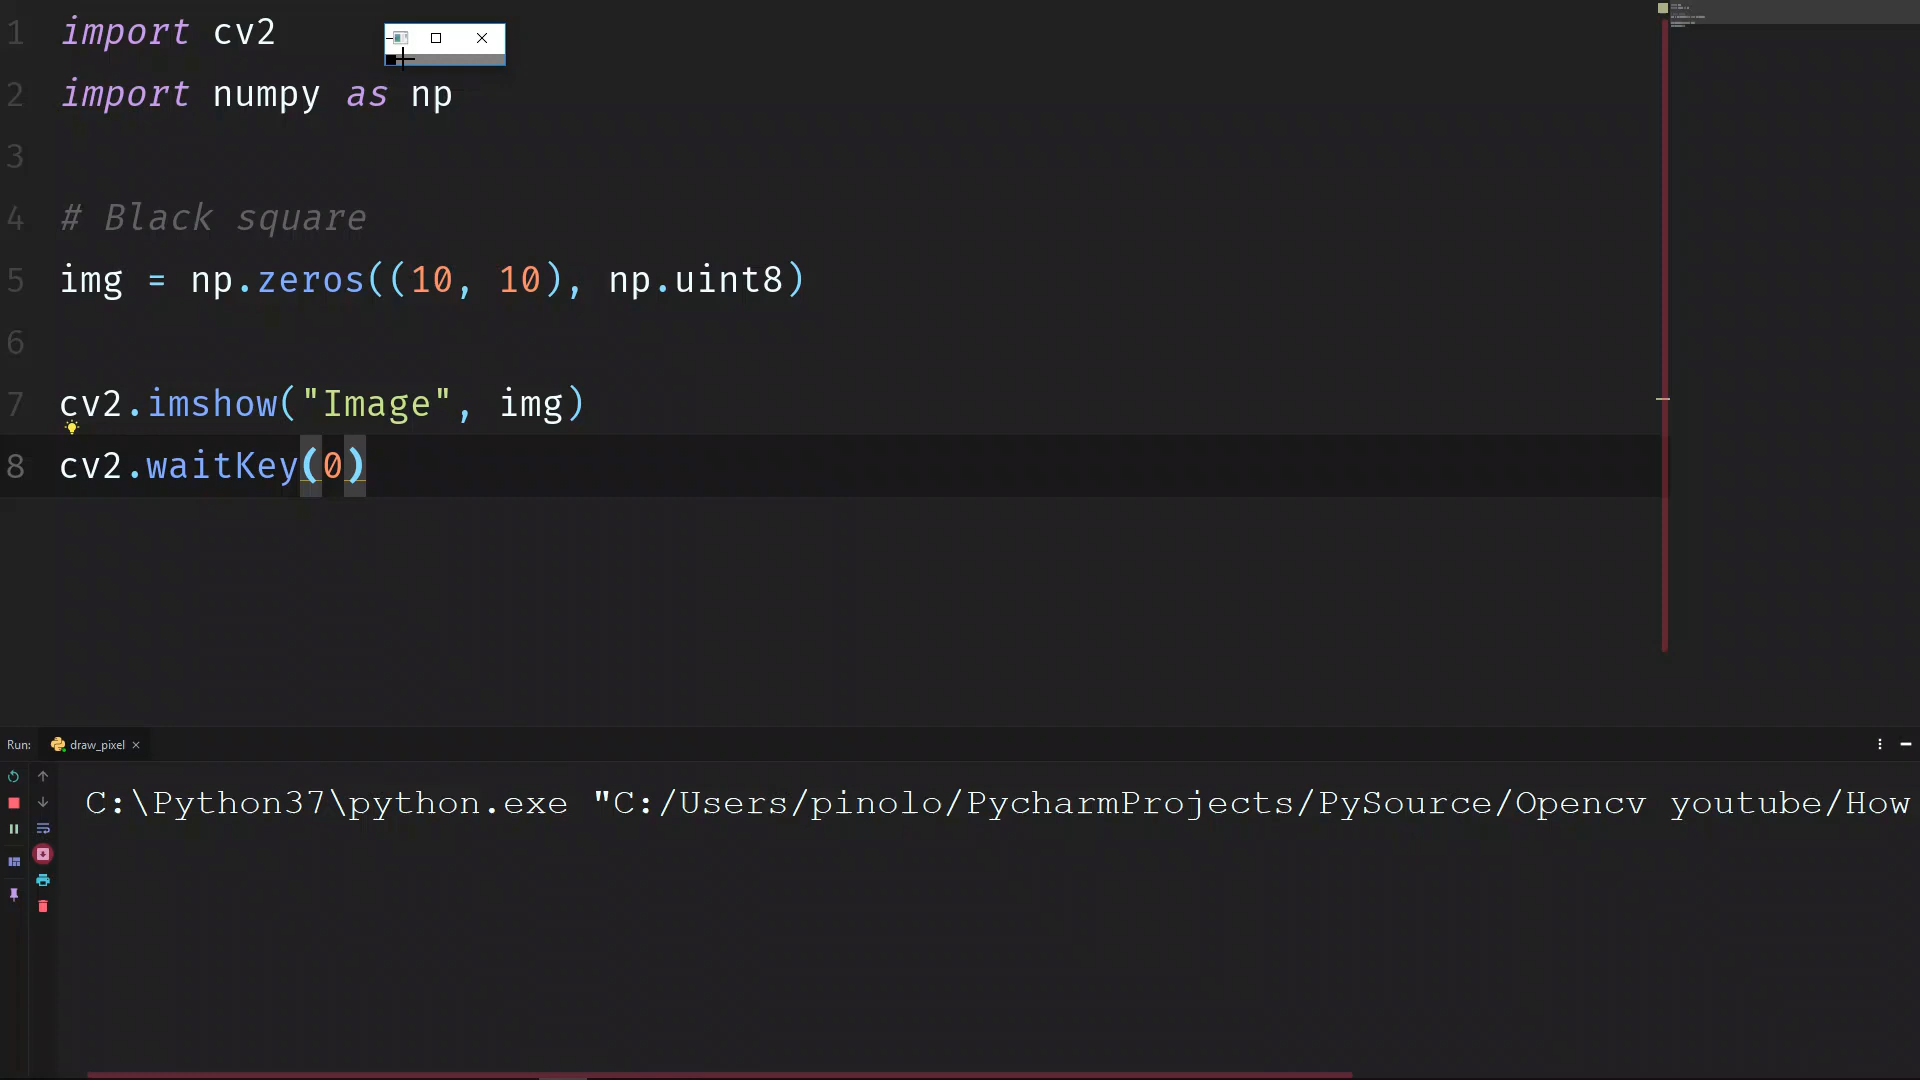 1 import cv2
2 import numpy as np
3
4 # Black square
5 img = np.zeros((10, 10), np.uint8)
6
7 cv2.imshow("Image", img)
8 cv2.waitKey(0)
Run: draw_pixel
C:\Python37\python.exe "C:/Users/pinolo/PycharmProjects/PySource/Opencv youtube/How